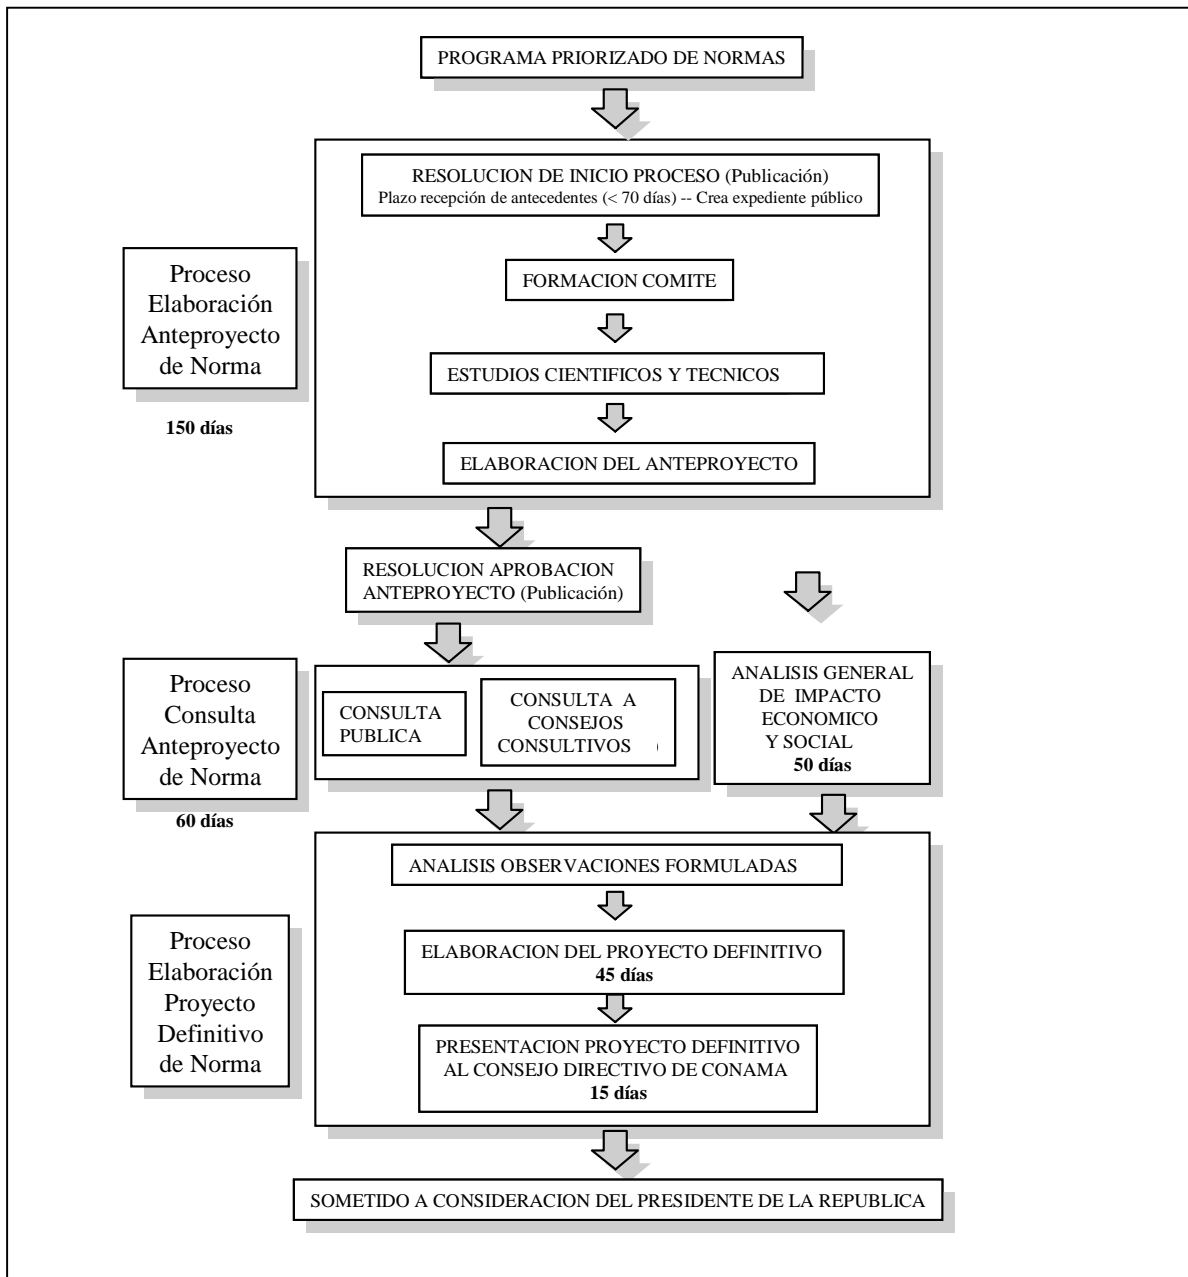 PROGRAMA PRIORIZADO DE NORMAS
RESOLUCION DE INICIO PROCESO (Publicación)
Plazo recepción de antecedentes (< 70 días) -- Crea expediente público
FORMACION COMITE
ESTUDIOS CIENTIFICOS Y TECNICOS
ELABORACION DEL ANTEPROYECTO
Proceso
Elaboración
Anteproyecto
de Norma
150 días
RESOLUCION APROBACION
ANTEPROYECTO (Publicación)
Proceso
Consulta
Anteproyecto
de Norma
60 días
CONSULTA
PUBLICA
CONSULTA A
CONSEJOS
CONSULTIVOS )
ANALISIS GENERAL
DE IMPACTO
ECONOMICO
Y SOCIAL
50 días
Proceso
Elaboración
Proyecto
Definitivo
de Norma
ANALISIS OBSERVACIONES FORMULADAS
ELABORACION DEL PROYECTO DEFINITIVO
45 días
PRESENTACION PROYECTO DEFINITIVO
AL CONSEJO DIRECTIVO DE CONAMA
15 días
SOMETIDO A CONSIDERACION DEL PRESIDENTE DE LA REPUBLICA